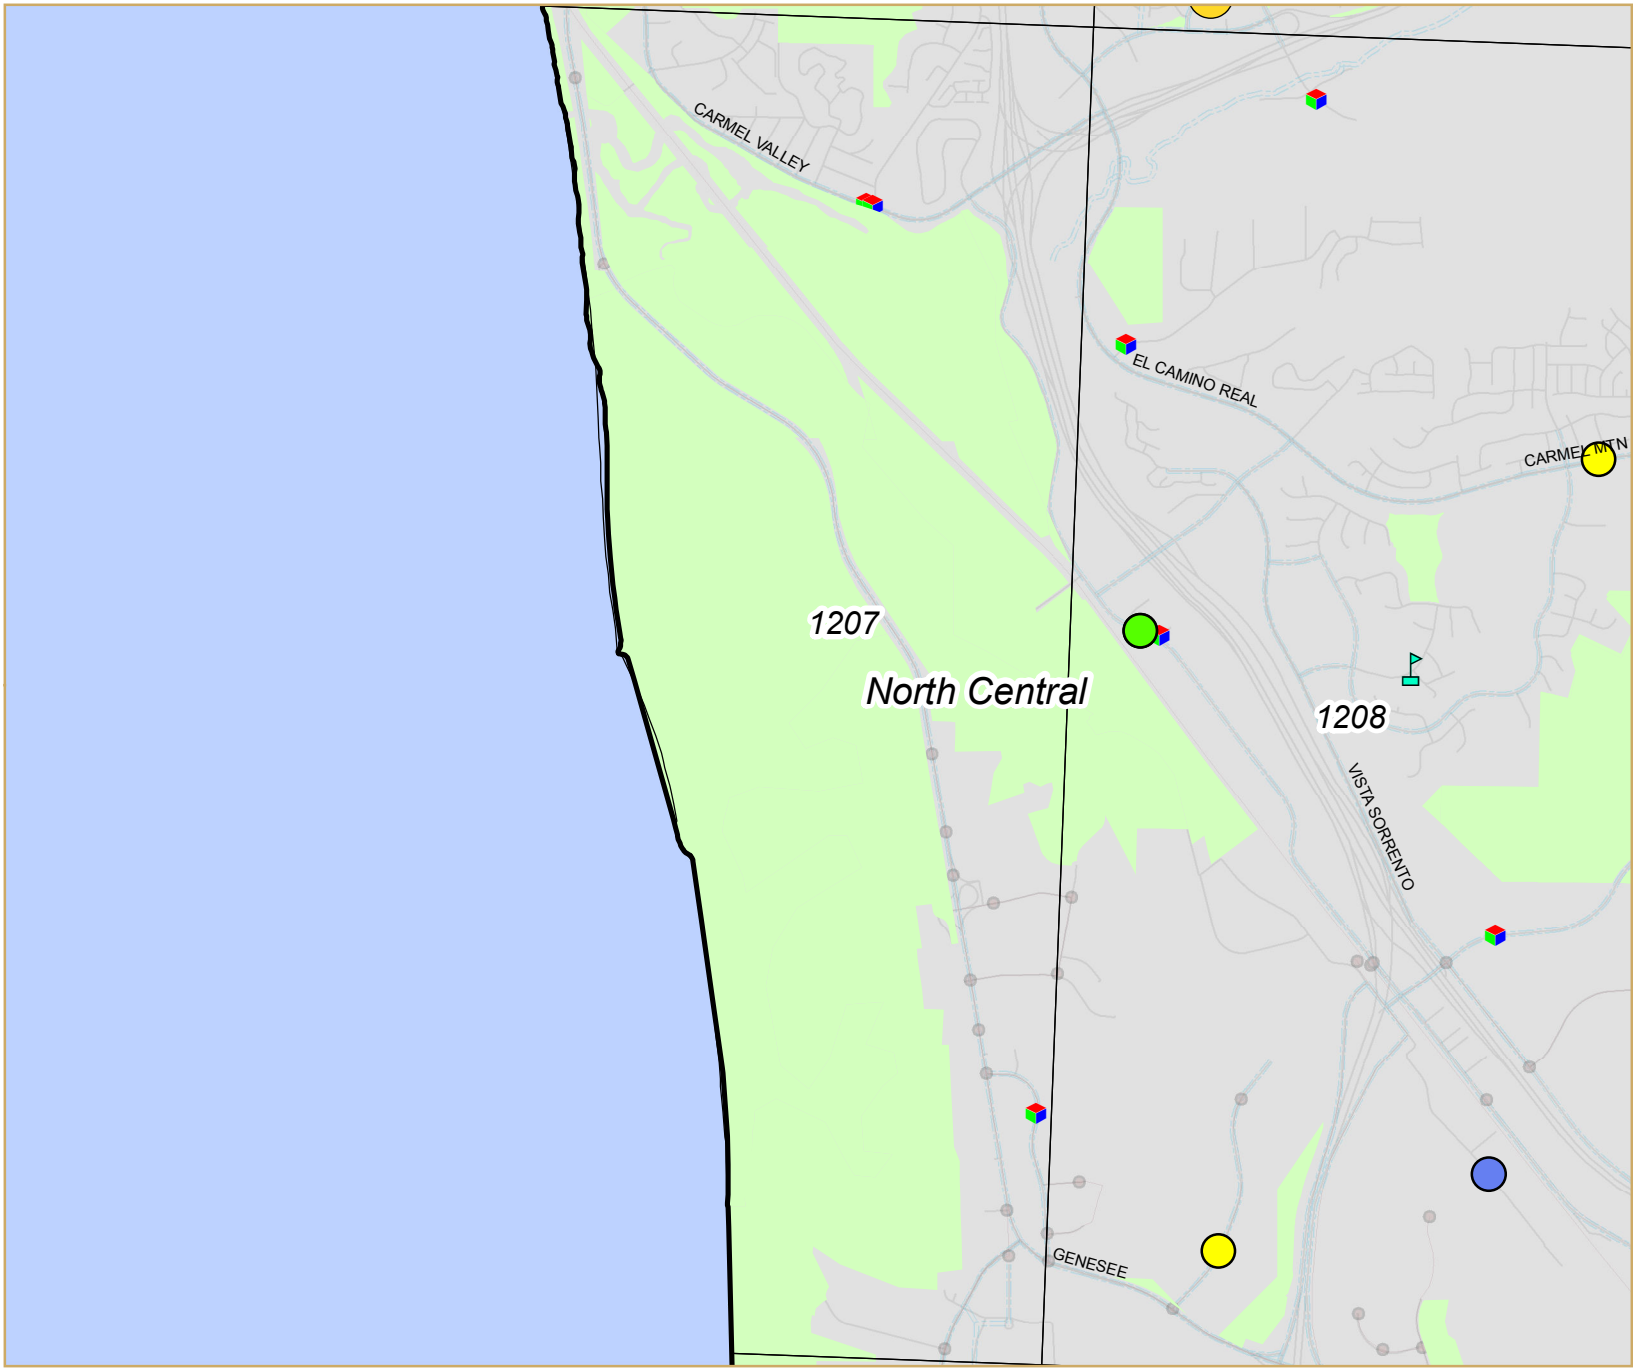 CARMEL VALLEY
EL CAMINO REAL
CARMEL MTN
1207
North Central
1208
VISTA SORRENTO
GENESEE